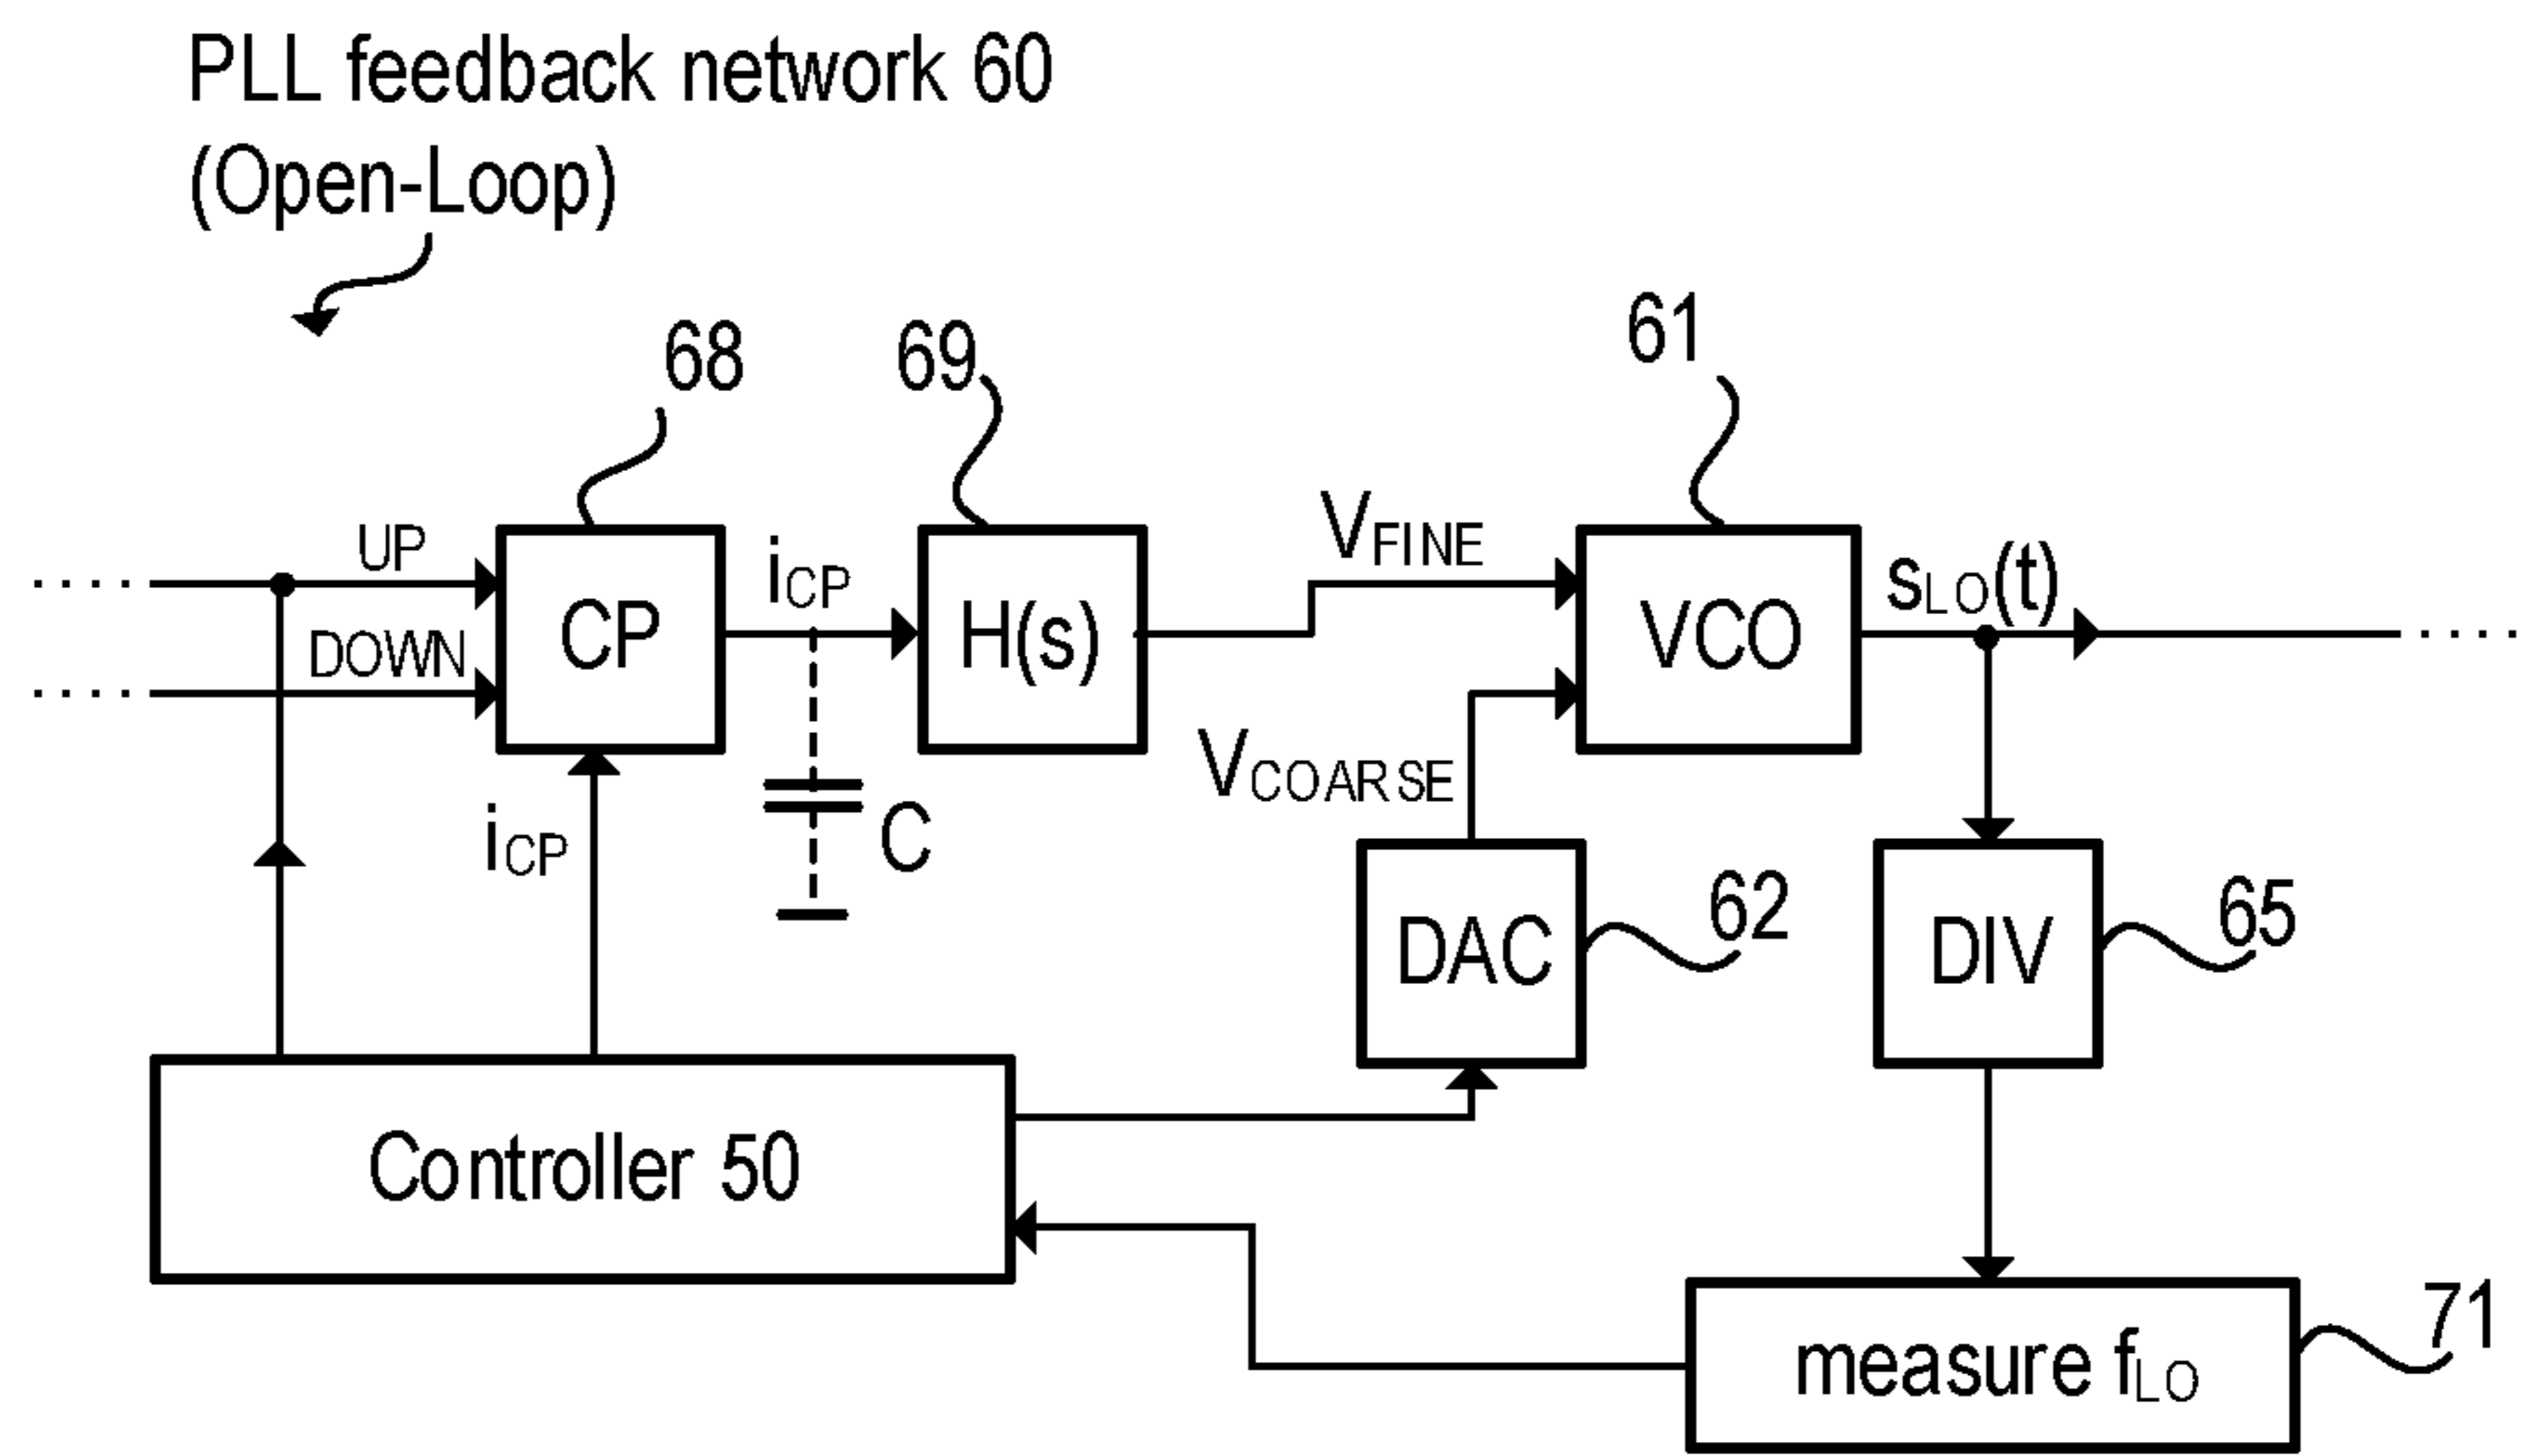 PLL feedback network 60
(Open-Loop)
68
69
61
UP
DOWN
CP
iCP
H(s)
VFINE
VCO
sLO(t)
VCOARSE
iCP
C
DAC
62
DIV
65
Controller 50
measure fLO
71